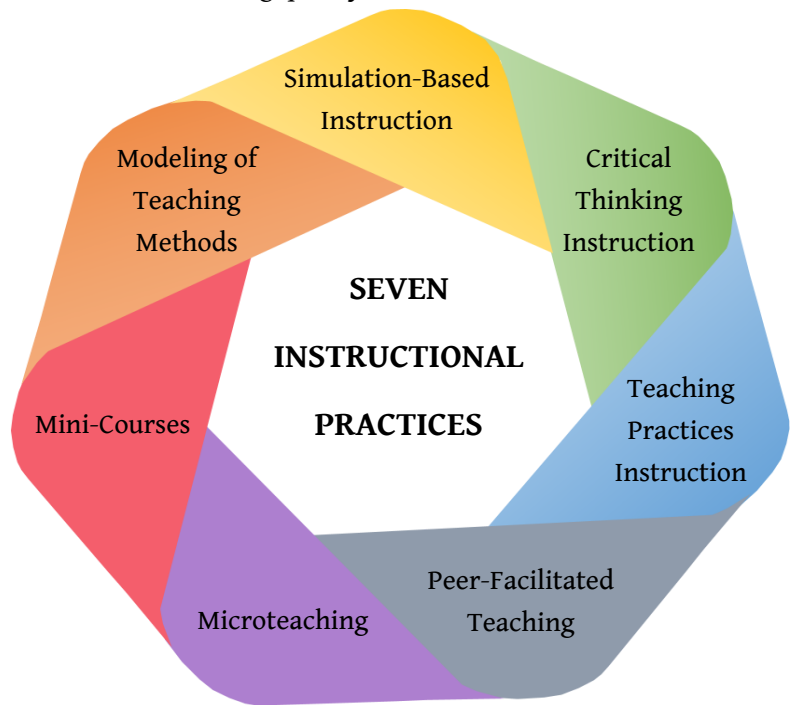 Simulation-Based
Instruction
Critical
Thinking
Instruction
Teaching
Practices
Instruction
Peer-Facilitated
Teaching
Microteaching
Mini-Courses
Modeling of
Teaching
Methods
SEVEN
INSTRUCTIONAL
PRACTICES